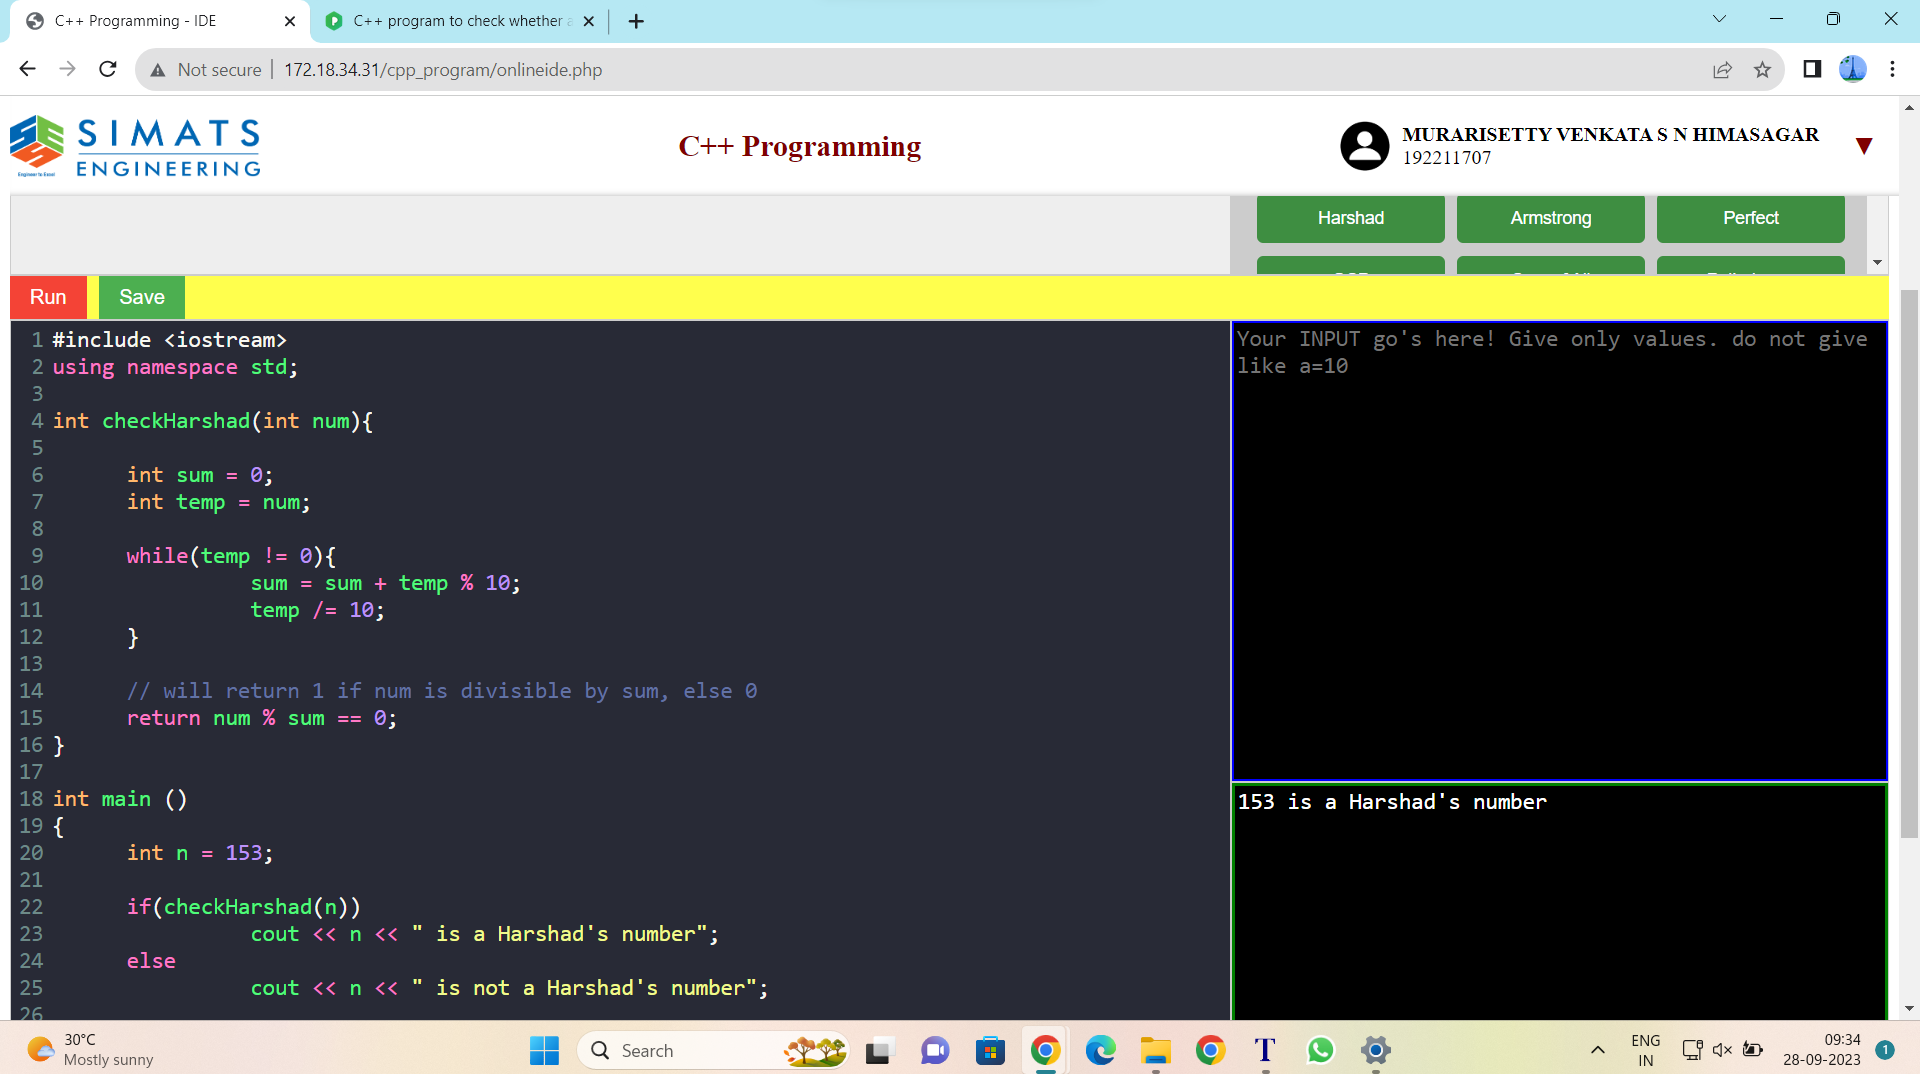 C++ Programming - IDE
C++ program to check whether a
Not secure
172.18.34.31/cpp_program/onlineide.php
SIMATS
ENGINEERING
Engineer to Excel
C++ Programming
MURARISETTY VENKATA S N HIMASAGAR
192211707
Harshad
Armstrong
Perfect
Run
Save
1 #include <iostream>
2 using namespace std;
3
4 int checkHarshad(int num){
5
6 int sum = 0;
7 int temp = num;
8
9 while(temp != 0){
10 sum = sum + temp % 10;
11 temp /= 10;
12 }
13
14 // will return 1 if num is divisible by sum, else 0
15 return num % sum == 0;
16 }
17
18 int main ()
19 {
20 int n = 153;
21
22 if(checkHarshad(n))
23 cout << n << " is a Harshad's number";
24 else
25 cout << n << " is not a Harshad's number";
26
Your INPUT go's here! Give only values. do not give
like a=10
153 is a Harshad's number
30°C
Mostly sunny
Search
T
ENG
IN
09:34
28-09-2023
1